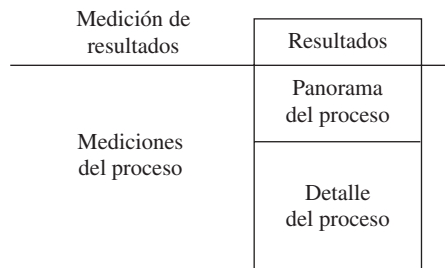 Medición de
resultados
Resultados
Panorama
del proceso
Mediciones
del proceso
Detalle
del proceso